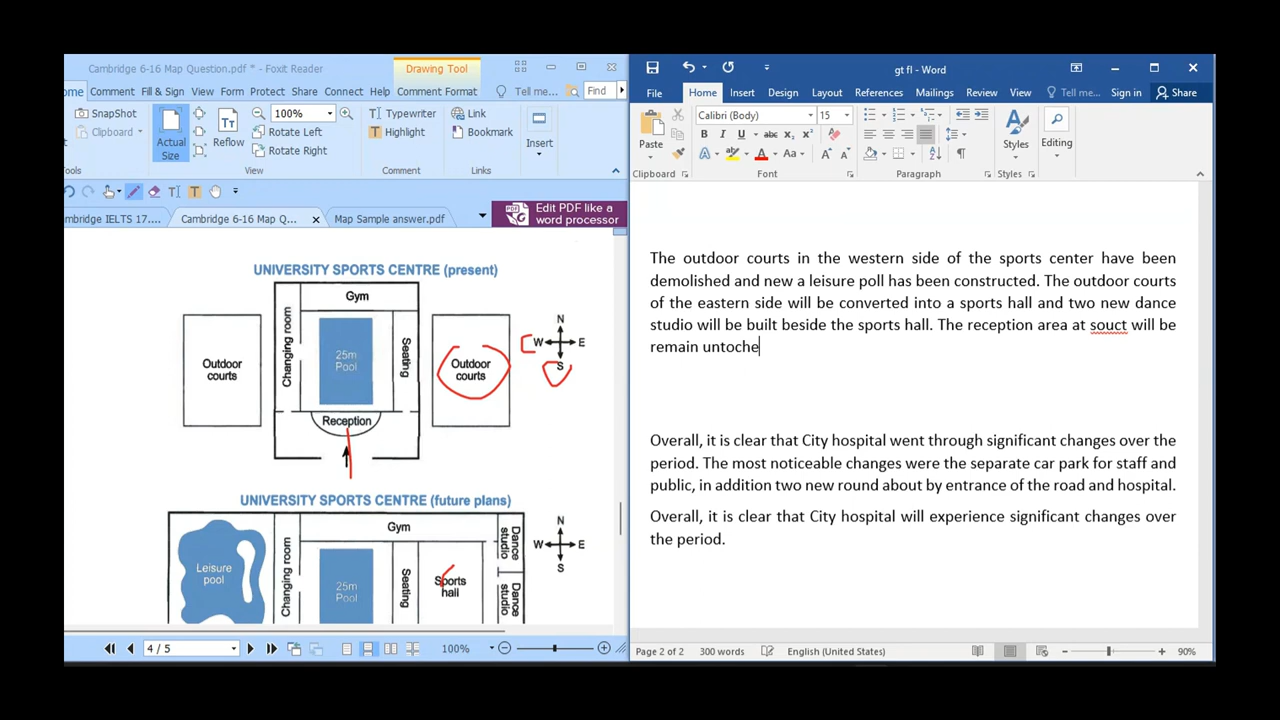 Cambridge 6-16 Map Question.pdf * - Foxit Reader
Drawing Tool
ome Comment Fill & Sign View Form Protect Share Connect Help Comment Format Tell me... Find
SnapShot
Clipboard
Actual Size
Reflow
100%
Rotate Left
Rotate Right
Typewriter
Highlight
Link
Bookmark
Insert
Tools View Comment Links
ambridge IELTS 17....
Cambridge 6-16 Map Q...
Map Sample answer.pdf
Edit PDF like a
word processor
UNIVERSITY SPORTS CENTRE (present)
Gym
Outdoor
courts
Changing room
25m
Pool
Seating
Outdoor
courts
Reception
N
W E
S
UNIVERSITY SPORTS CENTRE (future plans)
Gym
Leisure
pool
Changing room
25m
Pool
Seating
Sports
hall
Dance
studio
Dance
studio
N
W E
S
4 / 5
100%
gt fl - Word
File Home Insert Design Layout References Mailings Review View Tell me... Sign in Share
Paste
Calibri (Body) 15
B I U abc x₂ x²
A Aa A A
Styles
Editing
Clipboard Font Paragraph Styles
The outdoor courts in the western side of the sports center have been
demolished and new a leisure poll has been constructed. The outdoor courts
of the eastern side will be converted into a sports hall and two new dance
studio will be built beside the sports hall. The reception area at souct will be
remain untoche
Overall, it is clear that City hospital went through significant changes over the
period. The most noticeable changes were the separate car park for staff and
public, in addition two new round about by entrance of the road and hospital.
Overall, it is clear that City hospital will experience significant changes over
the period.
Page 2 of 2 300 words English (United States) 90%